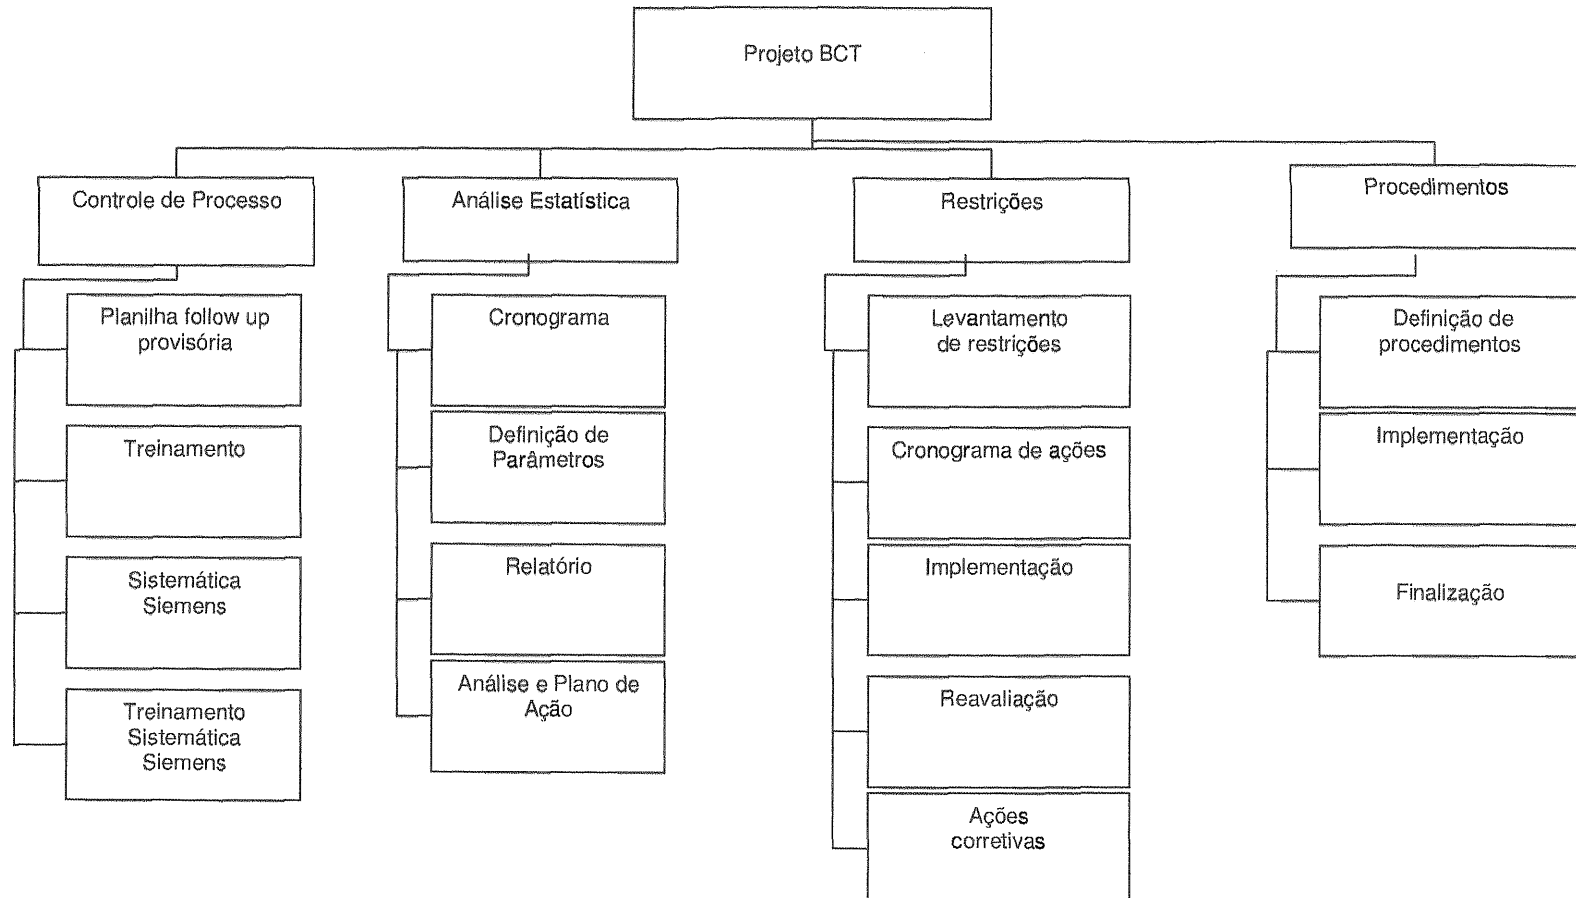 Projeto BCT
Controle de Processo
Planilha follow up
provisória
Treinamento
Sistemática
Siemens
Treinamento
Sistemática
Siemens
Análise Estatística
Cronograma
Definição de
Parâmetros
Relatório
Análise e Plano de
Ação
Restrições
Levantamento
de restrições
Cronograma de ações
Implementação
Reavaliação
Ações
corretivas
Procedimentos
Definição de
procedimentos
Implementação
Finalização